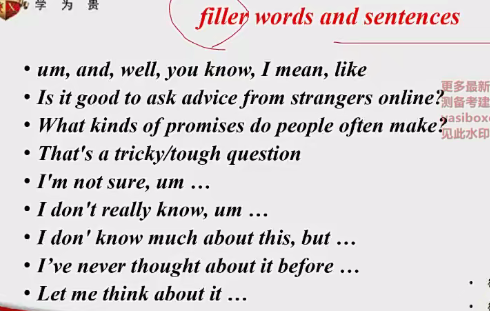 学 为 贵
filler words and sentences
• um, and, well, you know, I mean, like
• Is it good to ask advice from strangers online?
• What kinds of promises do people often make?
• That's a tricky/tough question
• I'm not sure, um …
• I don't really know, um …
• I don' know much about this, but …
• I’ve never thought about it before …
• Let me think about it …
更多最新
测备考建
yasibox
见此水印